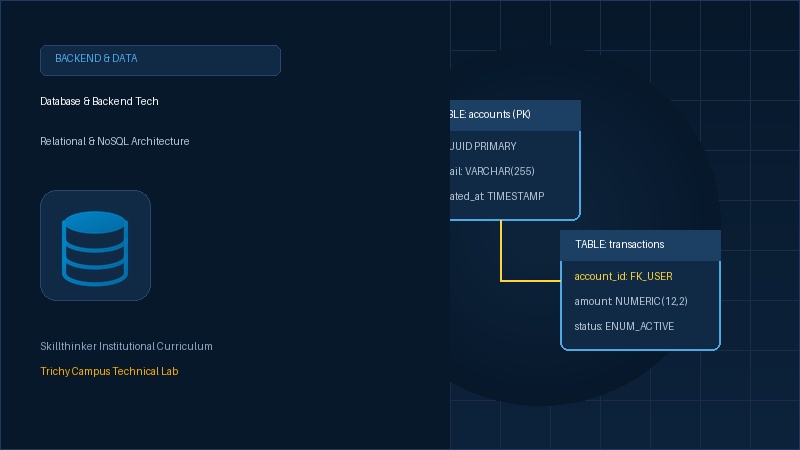 BACKEND & DATA
Database & Backend Tech
Relational & NoSQL Architecture
Skillthinker Institutional Curriculum
Trichy Campus Technical Lab
BLE: accounts (PK)
UUID PRIMARY
ail: VARCHAR(255)
ated_at: TIMESTAMP
TABLE: transactions
account_id: FK_USER
amount: NUMERIC(12,2)
status: ENUM_ACTIVE